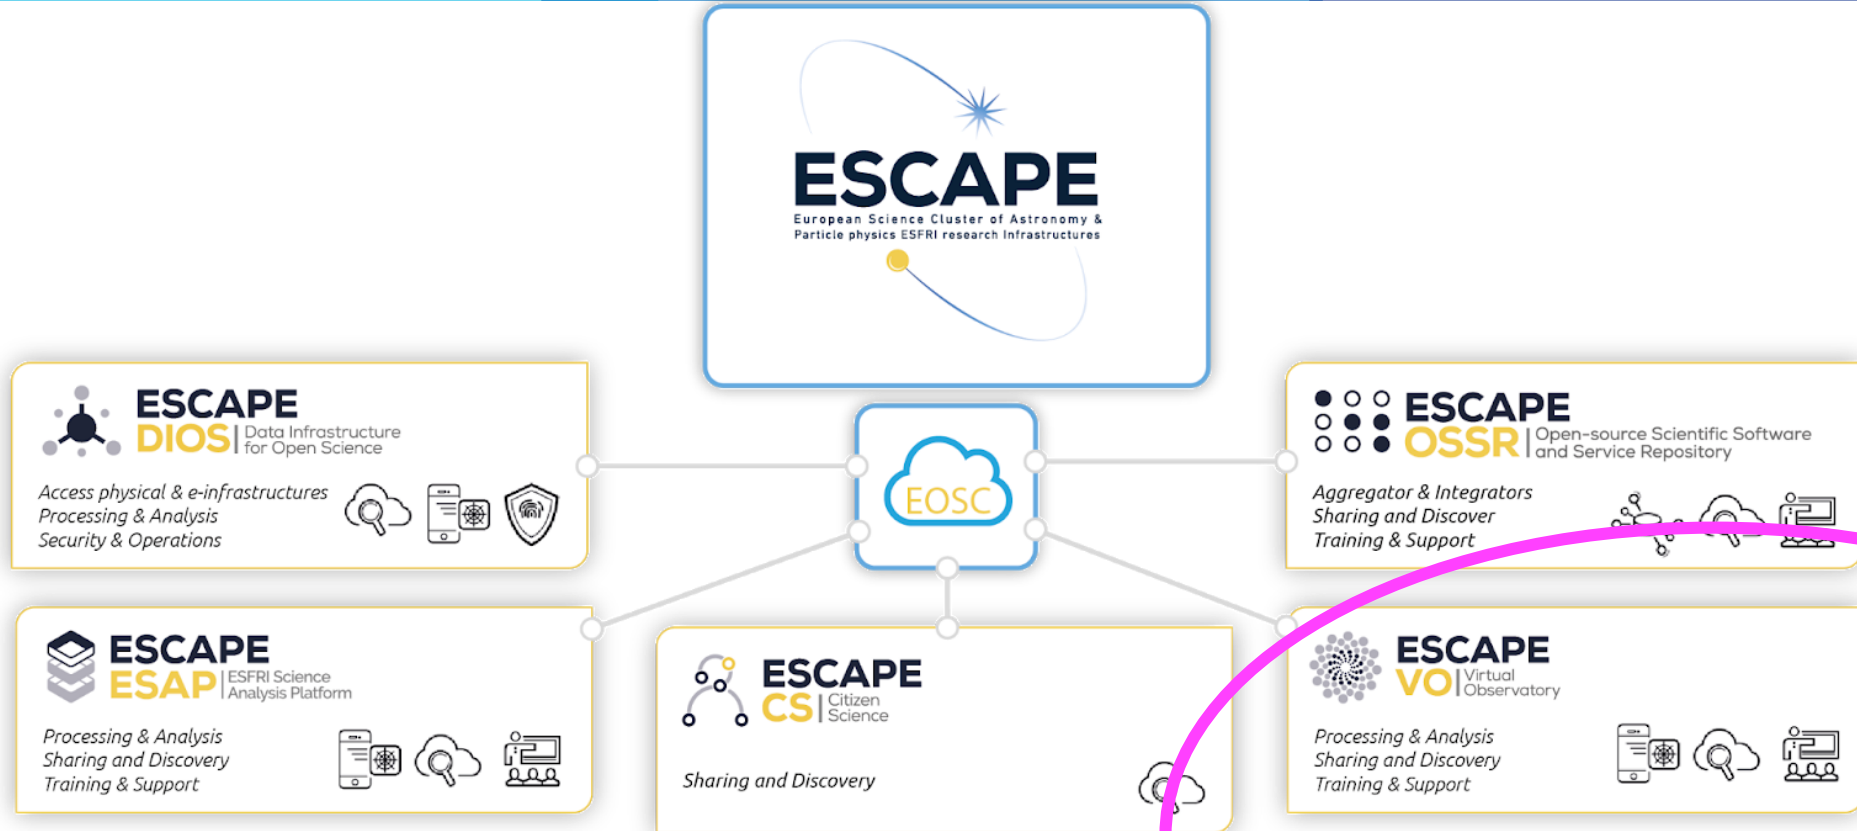 ESCAPE
European Science Cluster of Astronomy &
Particle physics ESFRI research Infrastructures
EOSC
ESCAPE
DIOS
Data Infrastructure
for Open Science
Access physical & e-infrastructures
Processing & Analysis
Security & Operations
ESCAPE
OSSR
Open-source Scientific Software
and Service Repository
Aggregator & Integrators
Sharing and Discover
Training & Support
ESCAPE
ESAP
ESFRI Science
Analysis Platform
Processing & Analysis
Sharing and Discovery
Training & Support
ESCAPE
CS
Citizen
Science
Sharing and Discovery
ESCAPE
VO
Virtual
Observatory
Processing & Analysis
Sharing and Discovery
Training & Support